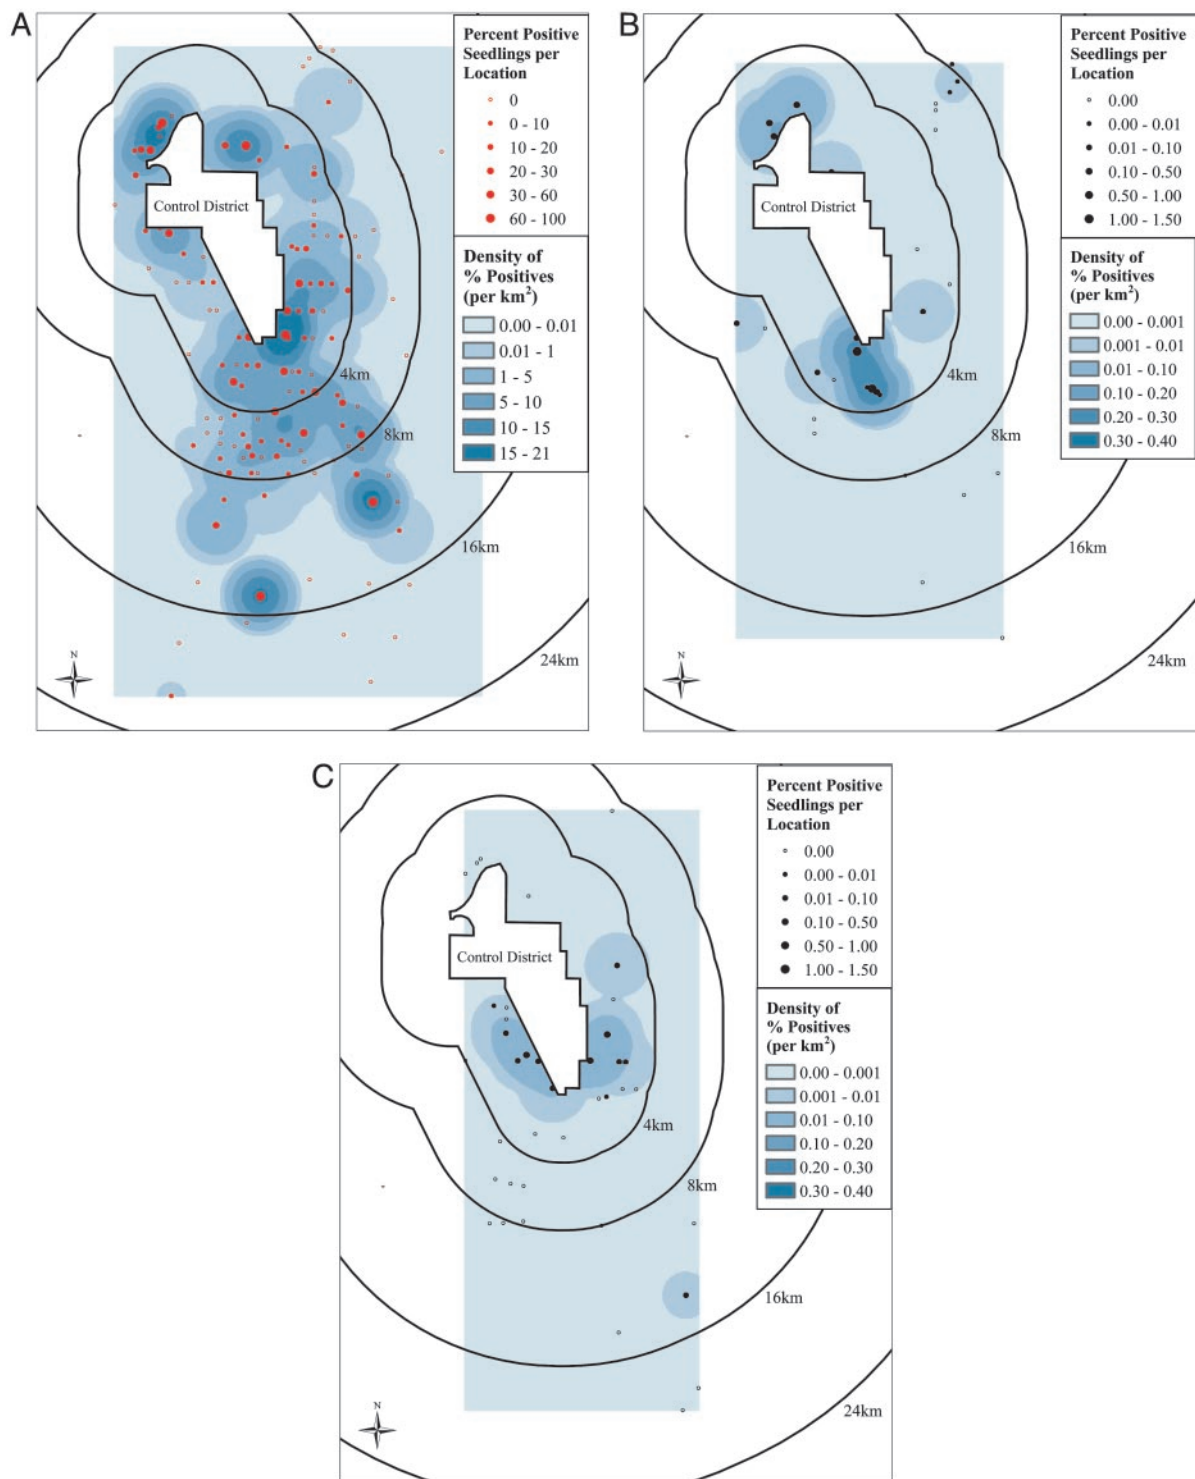 A
Percent Positive
Seedlings per
Location
0
0 - 10
10 - 20
20 - 30
30 - 60
60 - 100
Density of
% Positives
(per km²)
0.00 - 0.01
0.01 - 1
1 - 5
5 - 10
10 - 15
15 - 21
Control District
4km
8km
16km
24km
N
B
Percent Positive
Seedlings per
Location
0.00
0.00 - 0.01
0.01 - 0.10
0.10 - 0.50
0.50 - 1.00
1.00 - 1.50
Density of
% Positives
(per km²)
0.00 - 0.001
0.001 - 0.01
0.01 - 0.10
0.10 - 0.20
0.20 - 0.30
0.30 - 0.40
Control District
4km
8km
16km
24km
N
C
Percent Positive
Seedlings per
Location
0.00
0.00 - 0.01
0.01 - 0.10
0.10 - 0.50
0.50 - 1.00
1.00 - 1.50
Density of
% Positives
(per km²)
0.00 - 0.001
0.001 - 0.01
0.01 - 0.10
0.10 - 0.20
0.20 - 0.30
0.30 - 0.40
Control District
4km
8km
16km
24km
N